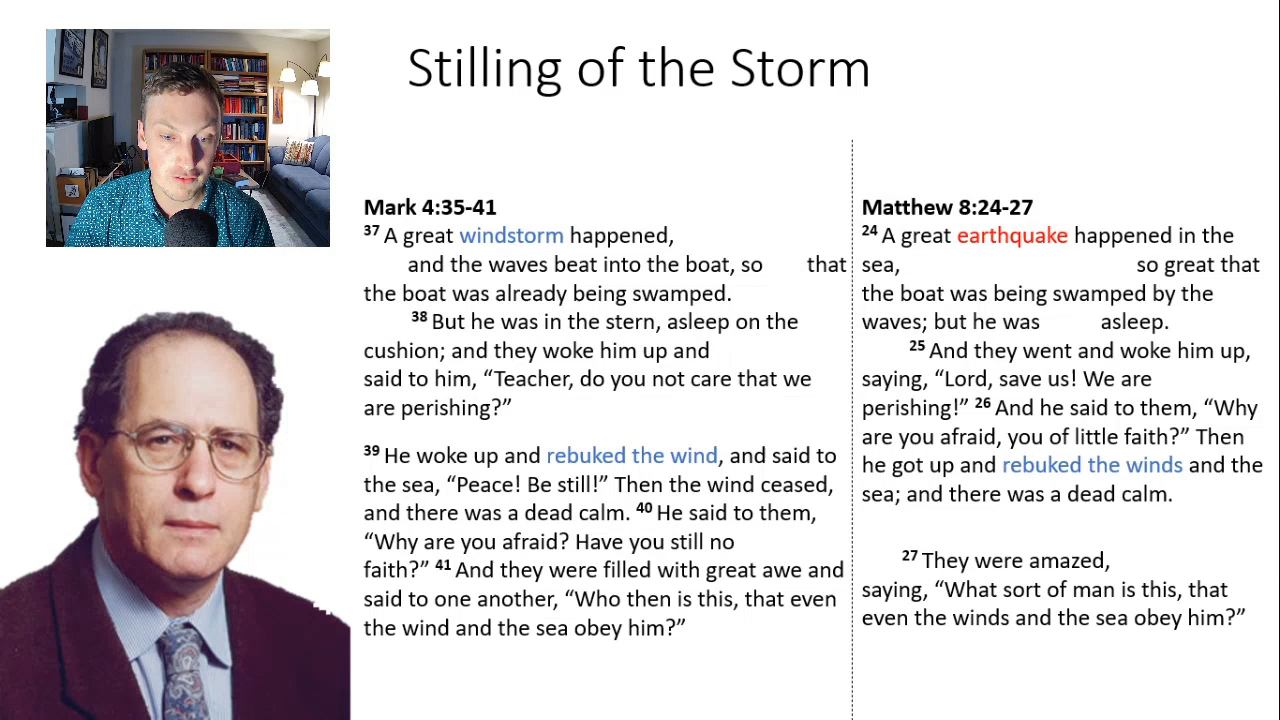 Stilling of the Storm
Mark 4:35-41
37 A great windstorm happened,
and the waves beat into the boat, so that
the boat was already being swamped.
38 But he was in the stern, asleep on the
cushion; and they woke him up and
said to him, “Teacher, do you not care that we
are perishing?”
39 He woke up and rebuked the wind, and said to
the sea, “Peace! Be still!” Then the wind ceased,
and there was a dead calm. 40 He said to them,
“Why are you afraid? Have you still no
faith?” 41 And they were filled with great awe and
said to one another, “Who then is this, that even
the wind and the sea obey him?”
Matthew 8:24-27
24 A great earthquake happened in the
sea, so great that
the boat was being swamped by the
waves; but he was asleep.
25 And they went and woke him up,
saying, “Lord, save us! We are
perishing!” 26 And he said to them, “Why
are you afraid, you of little faith?” Then
he got up and rebuked the winds and the
sea; and there was a dead calm.
27 They were amazed,
saying, “What sort of man is this, that
even the winds and the sea obey him?”